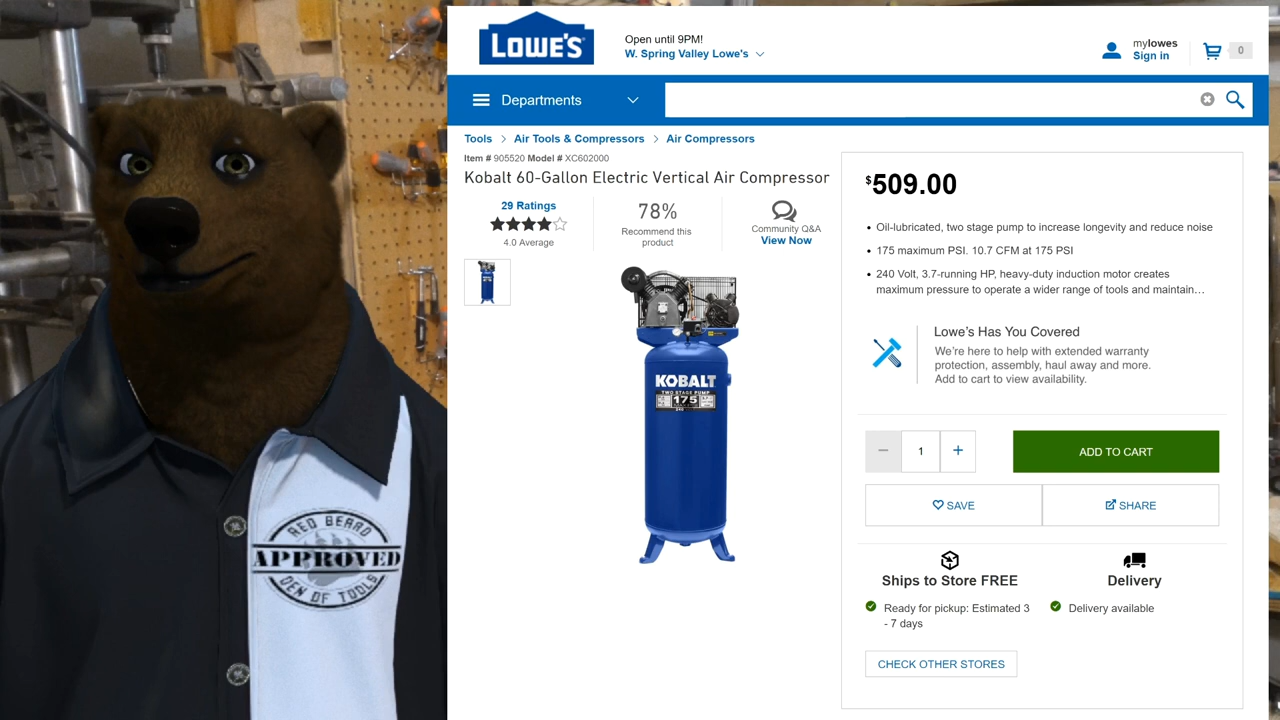 LOWE'S
Open until 9PM!
W. Spring Valley Lowe's
mylowes
Sign in
0
Departments
Tools > Air Tools & Compressors > Air Compressors
Item # 905520 Model # XC602000
Kobalt 60-Gallon Electric Vertical Air Compressor
29 Ratings
4.0 Average
78%
Recommend this
product
Community Q&A
View Now
KOBALT
TWO STAGE PUMP
175
240
$509.00
• Oil-lubricated, two stage pump to increase longevity and reduce noise
• 175 maximum PSI. 10.7 CFM at 175 PSI
• 240 Volt, 3.7-running HP, heavy-duty induction motor creates
maximum pressure to operate a wider range of tools and maintain...
Lowe's Has You Covered
We're here to help with extended warranty
protection, assembly, haul away and more.
Add to cart to view availability.
− 1 +
ADD TO CART
SAVE
SHARE
Ships to Store FREE
Ready for pickup: Estimated 3
- 7 days
Delivery
Delivery available
CHECK OTHER STORES
RED BEARD
APPROVED
DEN OF TOOLS